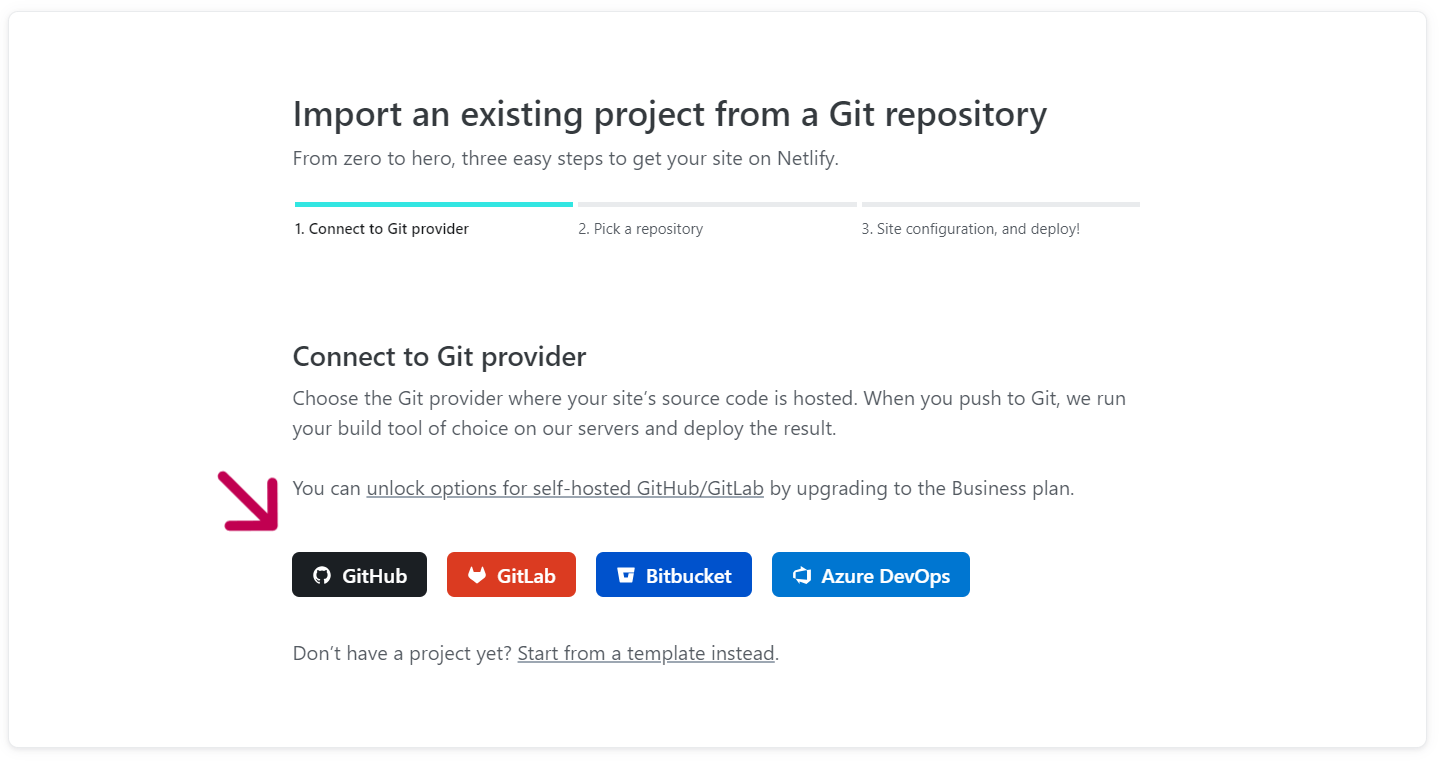 Import an existing project from a Git repository
From zero to hero, three easy steps to get your site on Netlify.
1. Connect to Git provider
2. Pick a repository
3. Site configuration, and deploy!
Connect to Git provider
Choose the Git provider where your site’s source code is hosted. When you push to Git, we run
your build tool of choice on our servers and deploy the result.
You can unlock options for self-hosted GitHub/GitLab by upgrading to the Business plan.
GitHub
GitLab
Bitbucket
Azure DevOps
Don’t have a project yet? Start from a template instead.